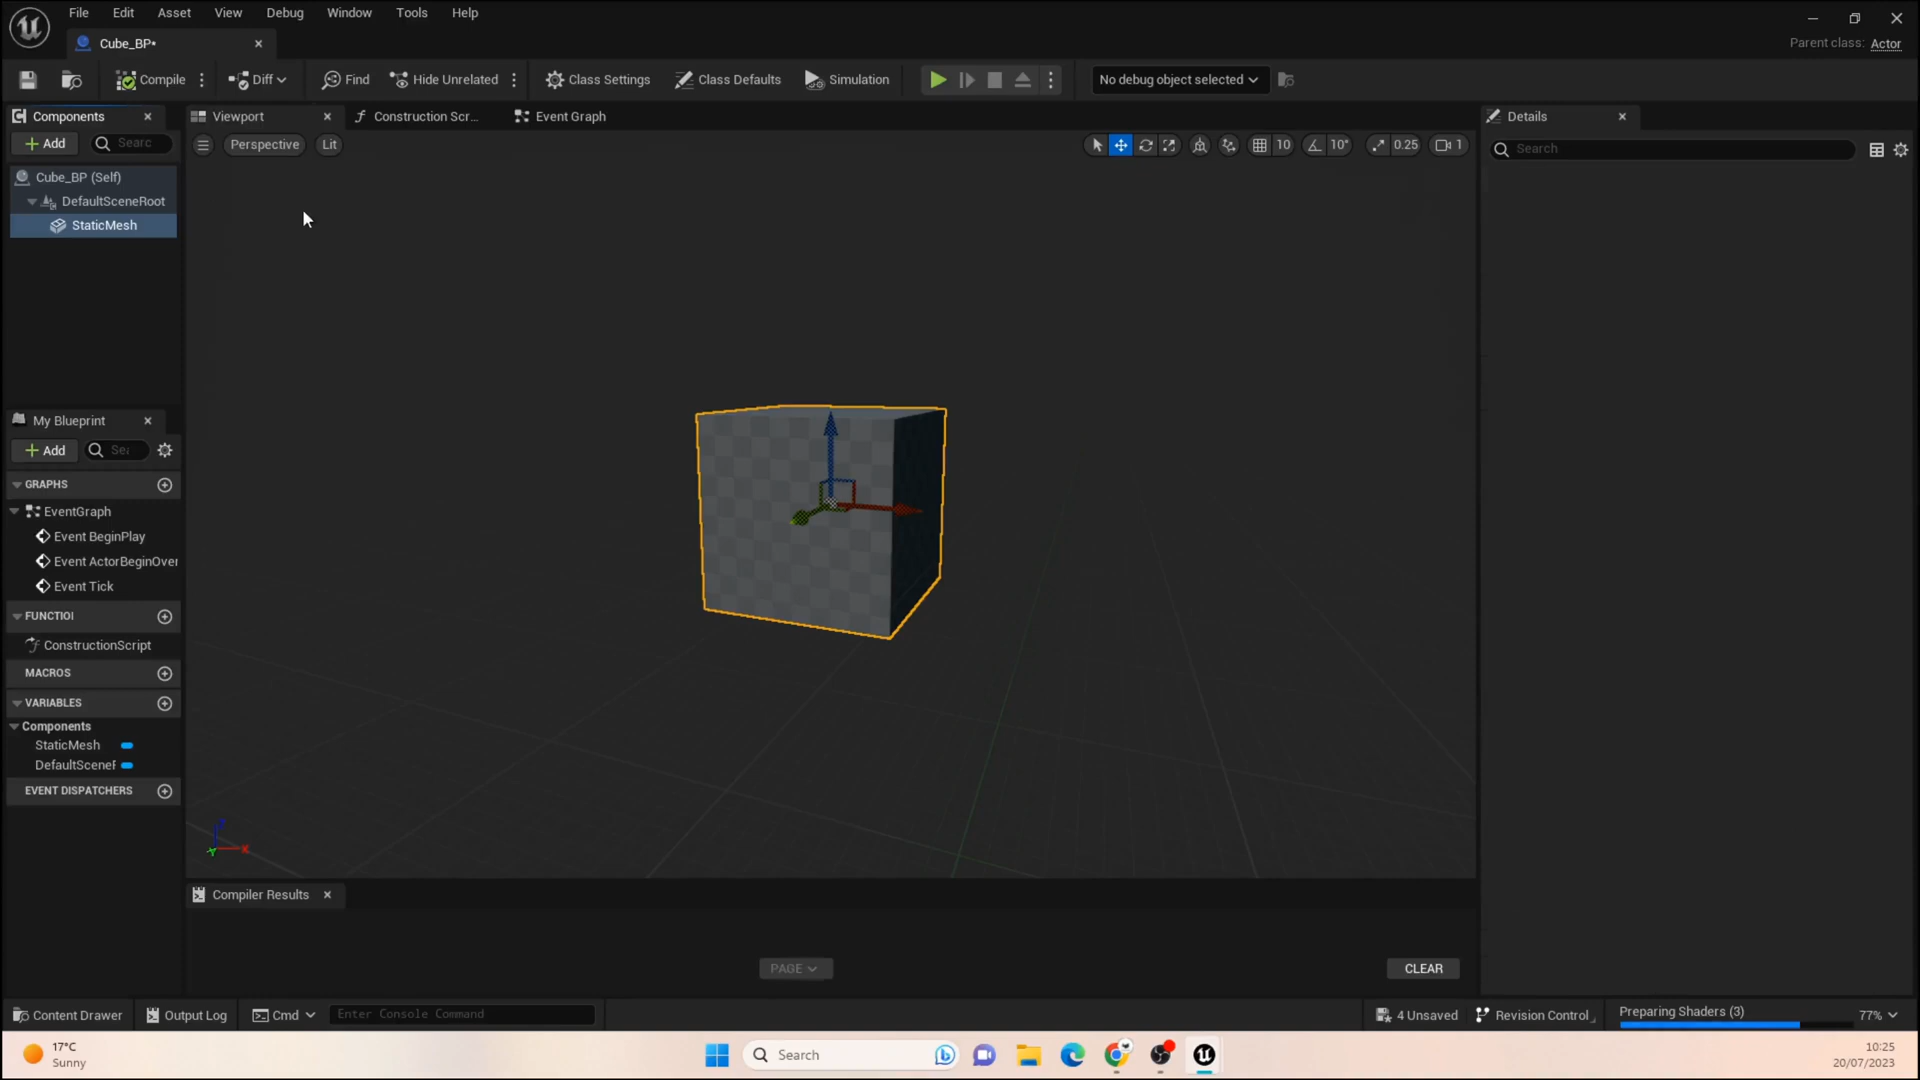 File Edit Asset View Debug Window Tools Help
Cube_BP*
Parent class: Actor
Compile Diff Find Hide Unrelated Class Settings Class Defaults Simulation No debug object selected
Components Viewport Construction Scr... Event Graph Details
Add Searc Perspective Lit 10 10° 0.25 1 Search
Cube_BP (Self)
DefaultSceneRoot
StaticMesh
My Blueprint
Add Sea
GRAPHS
EventGraph
Event BeginPlay
Event ActorBeginOver
Event Tick
FUNCTIOI
ConstructionScript
MACROS
VARIABLES
Components
StaticMesh
DefaultSceneF
EVENT DISPATCHERS
X
Compiler Results
PAGE CLEAR
Content Drawer Output Log Cmd Enter Console Command 4 Unsaved Revision Control Preparing Shaders (3) 77%
17°C
Sunny
Search
10:25
20/07/2023